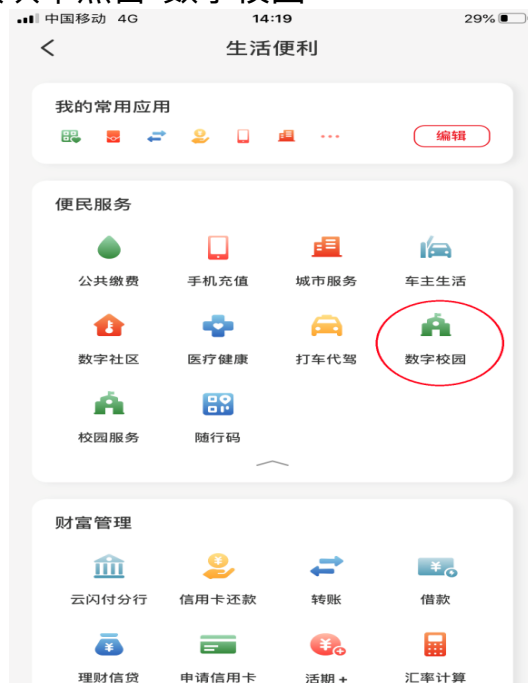 中国移动 4G 14:19 29%
生活便利
我的常用应用
编辑
便民服务
公共缴费 手机充值 城市服务 车主生活
数字社区 医疗健康 打车代驾 数字校园
校园服务 随行码
财富管理
云闪付分行 信用卡还款 转账 借款
理财信贷 申请信用卡 活期+ 汇率计算